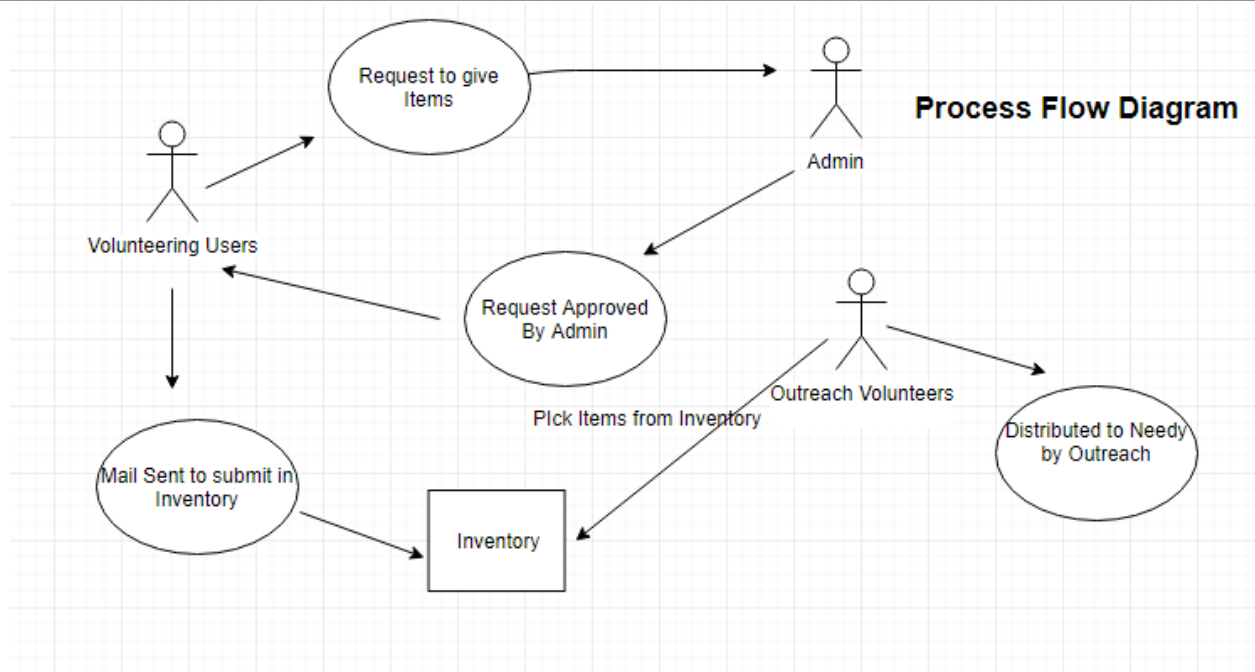 Request to give
Items
Process Flow Diagram
Admin
Volunteering Users
Request Approved
By Admin
Outreach Volunteers
PIck Items from Inventory
Distributed to Needy
by Outreach
Mail Sent to submit in
Inventory
Inventory